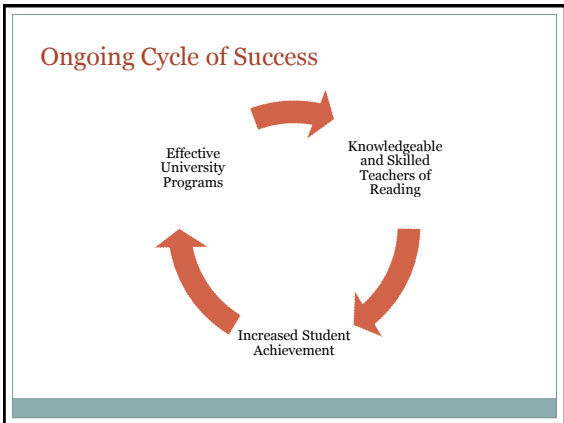 Ongoing Cycle of Success
Effective
University
Programs
Knowledgeable
and Skilled
Teachers of
Reading
Increased Student
Achievement